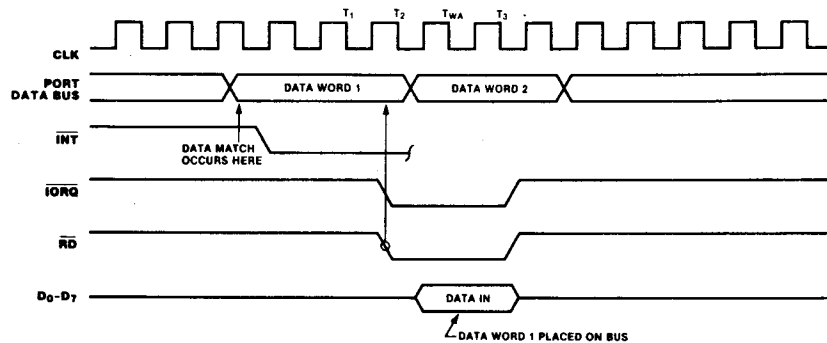 T1 T2 TWA T3
CLK
PORT DATA BUS
DATA WORD 1 DATA WORD 2
INT
DATA MATCH
OCCURS HERE
IORQ
RD
D0-D7
DATA IN
DATA WORD 1 PLACED ON BUS